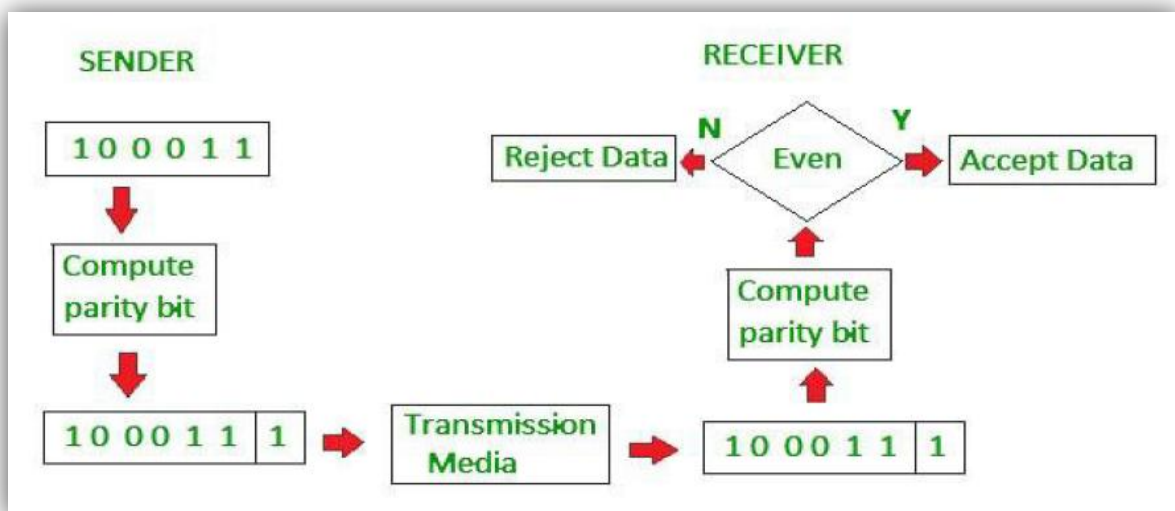 SENDER
1 0 0 0 1 1
Compute
parity bit
1 0 0 0 1 1 1
Transmission
Media
RECEIVER
Reject Data
N
Even
Y
Accept Data
Compute
parity bit
1 0 0 0 1 1 1